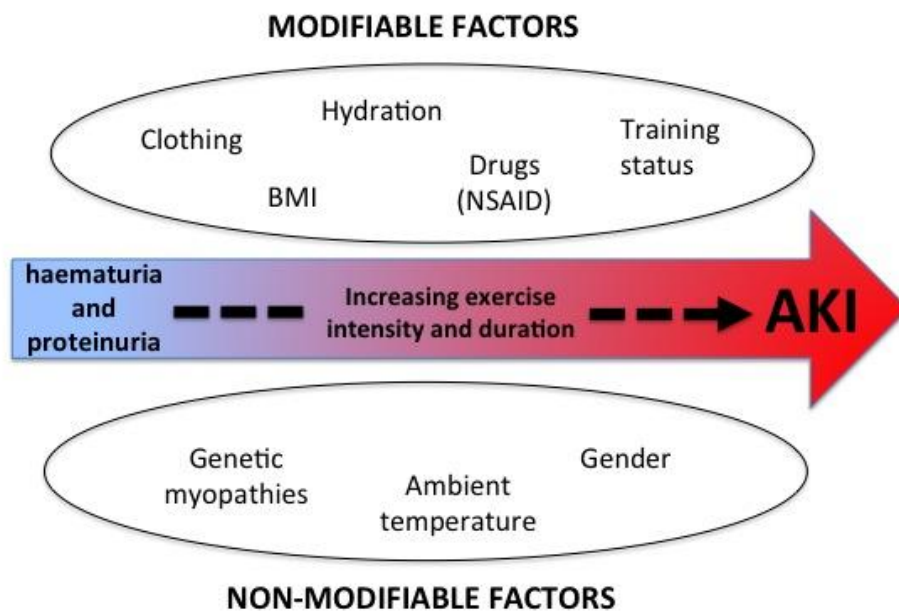 MODIFIABLE FACTORS
Clothing
Hydration
BMI
Drugs
(NSAID)
Training
status
haematuria
and
proteinuria
Increasing exercise
intensity and duration
AKI
Genetic
myopathies
Ambient
temperature
Gender
NON-MODIFIABLE FACTORS